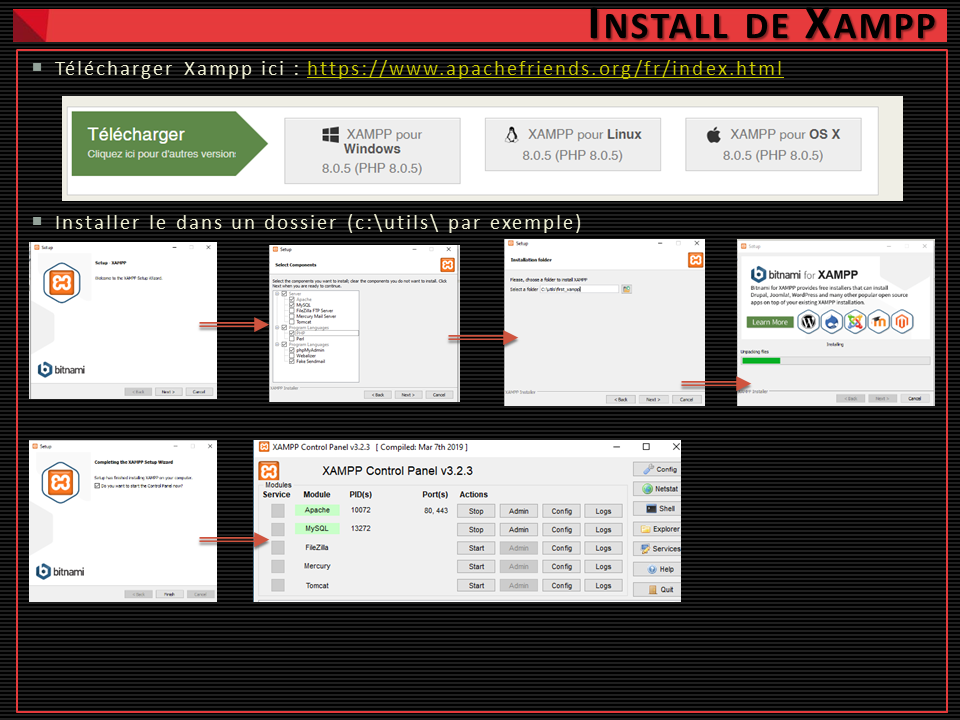 INSTALL DE XAMPP
Télécharger Xampp ici : https://www.apachefriends.org/fr/index.html
Télécharger
Cliquez ici pour d'autres version
XAMPP pour
Windows
8.0.5 (PHP 8.0.5)
XAMPP pour Linux
8.0.5 (PHP 8.0.5)
XAMPP pour OS X
8.0.5 (PHP 8.0.5)
Installer le dans un dossier (c:\utils\ par exemple)
Setup
Setup - XAMPP
Welcome to the XAMPP Setup Wizard.
bitnami
< Back Next > Cancel
Setup
Select Components
Select the components you want to install; clear the components you do not want to install. Click
Next when you are ready to continue.
Server
Apache
MySQL
FileZilla FTP Server
Mercury Mail Server
Tomcat
Program Languages
PHP
Perl
Program Languages
phpMyAdmin
Webalizer
Fake Sendmail
XAMPP Installer
< Back Next > Cancel
Setup
Installation folder
Please, choose a folder to install XAMPP
Select a folder
XAMPP Installer
< Back Next > Cancel
Setup
bitnami for XAMPP
Bitnami for XAMPP provides free installers that can install
Drupal, Joomla!, WordPress and many other popular open source
apps on top of your existing XAMPP installation.
Learn More
Installing
Unpacking files
XAMPP Installer
< Back Next > Cancel
Setup
Completing the XAMPP Setup Wizard
Setup has finished installing XAMPP on your computer.
Do you want to start the Control Panel now?
bitnami
< Back Finish Cancel
XAMPP Control Panel v3.2.3 [ Compiled: Mar 7th 2019 ]
XAMPP Control Panel v3.2.3
Config
Modules
Service Module PID(s) Port(s) Actions
Netstat
Apache 10072 80, 443 Stop Admin Config Logs
Shell
MySQL 13272 Stop Admin Config Logs
Explorer
FileZilla Start Admin Config Logs
Services
Mercury Start Admin Config Logs
Help
Tomcat Start Admin Config Logs
Quit